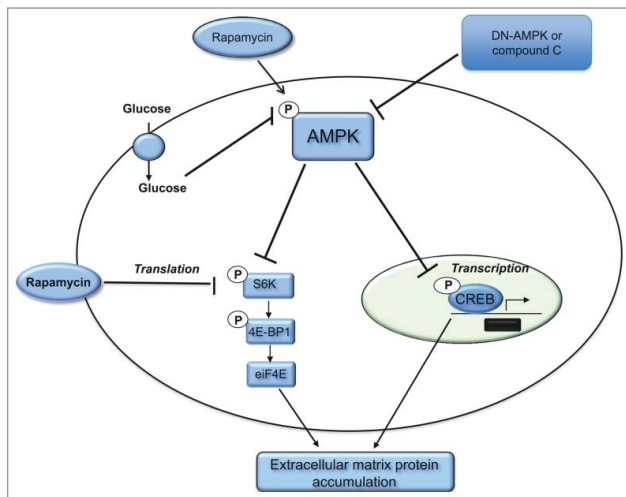 Rapamycin
DN-AMPK or
compound C
P
Glucose
AMPK
Glucose
Rapamycin
Translation
P
S6K
P
4E-BP1
eiF4E
Transcription
P
CREB
Extracellular matrix protein
accumulation